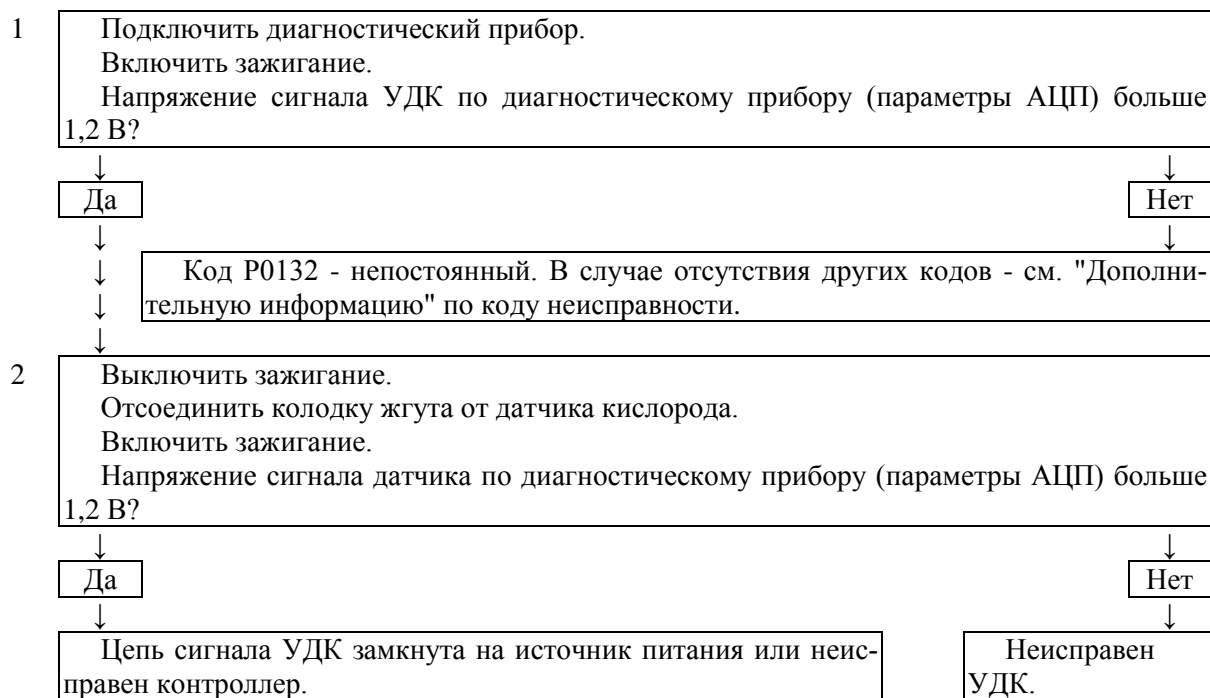 1 Подключить диагностический прибор.
Включить зажигание.
Напряжение сигнала УДК по диагностическому прибору (параметры АЦП) больше
1,2 В?
↓ ↓
Да Нет
↓ ↓
↓ Код Р0132 - непостоянный. В случае отсутствия других кодов - см. "Дополни-
↓ тельную информацию" по коду неисправности.
↓
2 Выключить зажигание.
Отсоединить колодку жгута от датчика кислорода.
Включить зажигание.
Напряжение сигнала датчика по диагностическому прибору (параметры АЦП) больше
1,2 В?
↓ ↓
Да Нет
↓ ↓
Цепь сигнала УДК замкнута на источник питания или неис- Неисправен
правен контроллер. УДК.